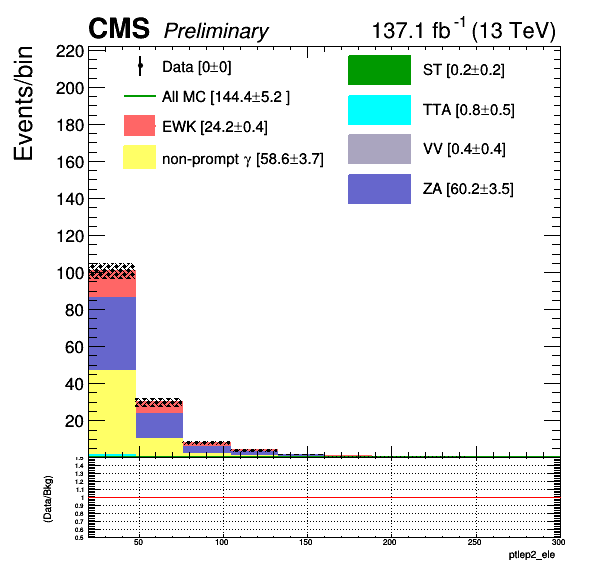 CMS Preliminary 137.1 fb⁻¹ (13 TeV)
Events/bin
220
200
180
160
140
120
100
80
60
40
20
Data [0±0]
All MC [144.4±5.2 ]
EWK [24.2±0.4]
non-prompt γ [58.6±3.7]
ST [0.2±0.2]
TTA [0.8±0.5]
VV [0.4±0.4]
ZA [60.2±3.5]
(Data/Bkg)
1.5
1.4
1.3
1.2
1.1
1
0.9
0.8
0.7
0.6
0.5
50 100 150 200 250 300
ptlep2_ele